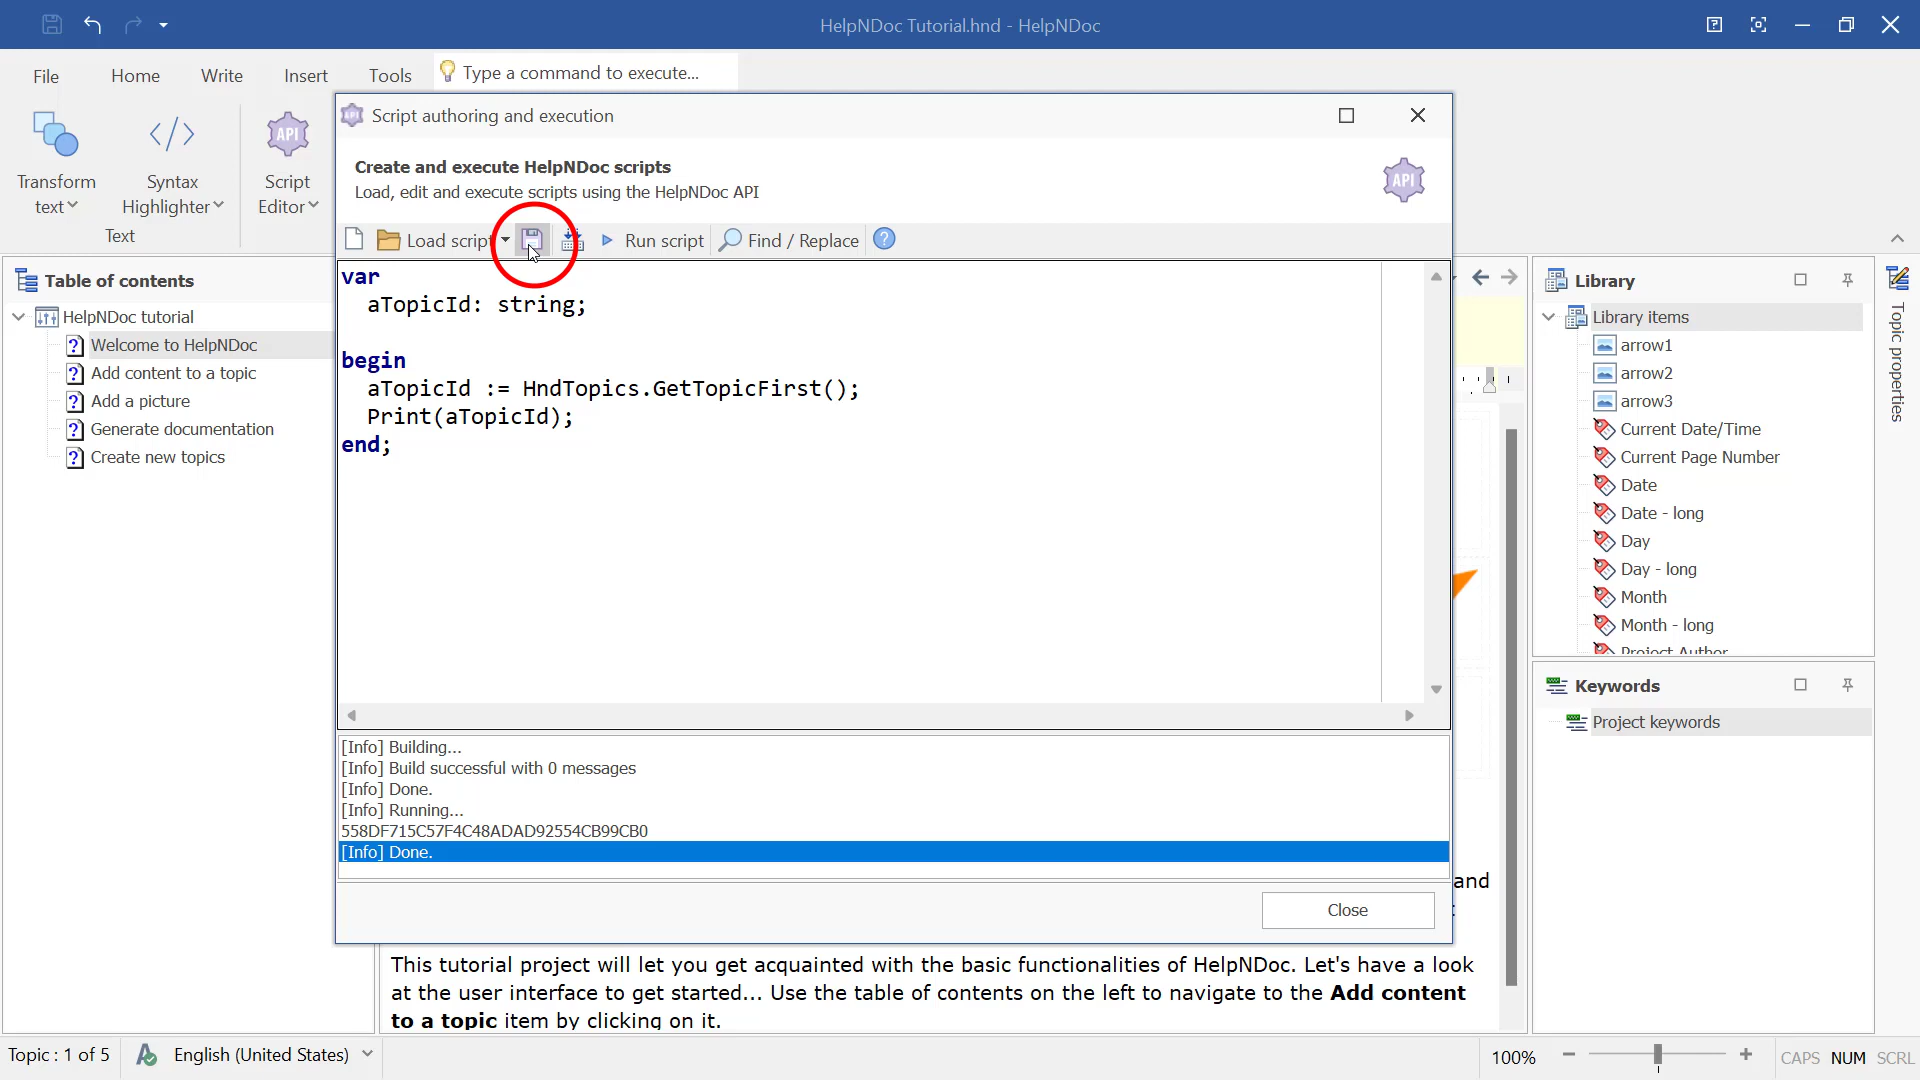 HelpNDoc Tutorial.hnd - HelpNDoc
File Home Write Insert Tools Type a command to execute...
Transform text
Syntax Highlighter
API
Script Editor
Text
API Script authoring and execution
Create and execute HelpNDoc scripts
Load, edit and execute scripts using the HelpNDoc API
API
Load script Run script Find / Replace ?
var
aTopicId: string;
begin
aTopicId := HndTopics.GetTopicFirst();
Print(aTopicId);
end;
[Info] Building...
[Info] Build successful with 0 messages
[Info] Done.
[Info] Running...
558DF715C57F4C48ADAD92554CB99CB0
[Info] Done.
Close
Table of contents
HelpNDoc tutorial
Welcome to HelpNDoc
Add content to a topic
Add a picture
Generate documentation
Create new topics
and
This tutorial project will let you get acquainted with the basic functionalities of HelpNDoc. Let's have a look
at the user interface to get started... Use the table of contents on the left to navigate to the Add content
to a topic item by clicking on it.
Library
Library items
arrow1
arrow2
arrow3
Current Date/Time
Current Page Number
Date
Date - long
Day
Day - long
Month
Month - long
Project Author
Keywords
Project keywords
Topic properties
Topic : 1 of 5 English (United States) 100% CAPS NUM SCRL